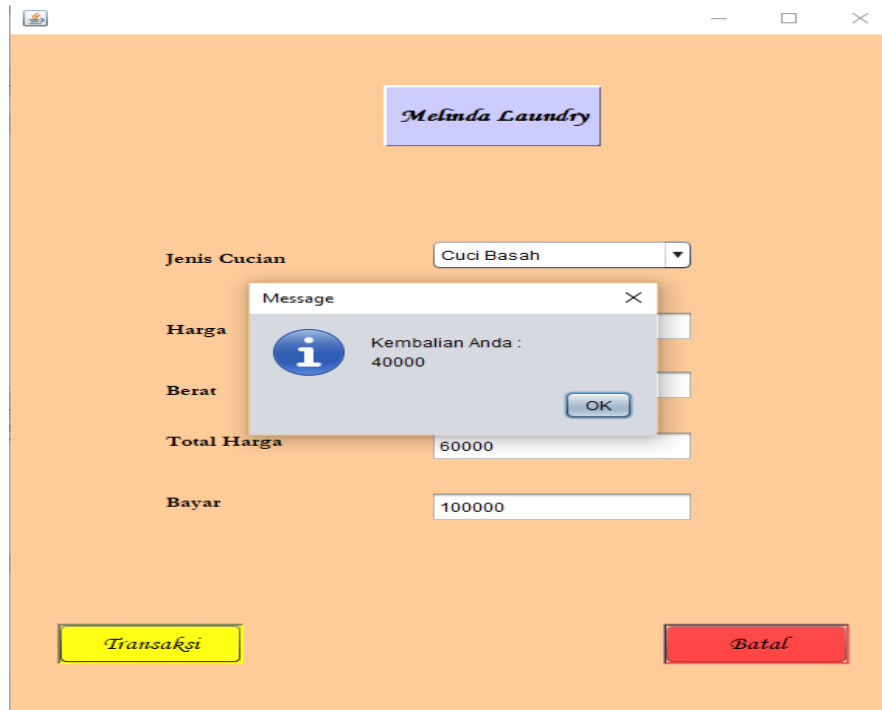 Melinda Laundry
Jenis Cucian
Cuci Basah
Message
Harga
Kembalian Anda :
40000
Berat
OK
Total Harga
60000
Bayar
100000
Transaksi
Batal